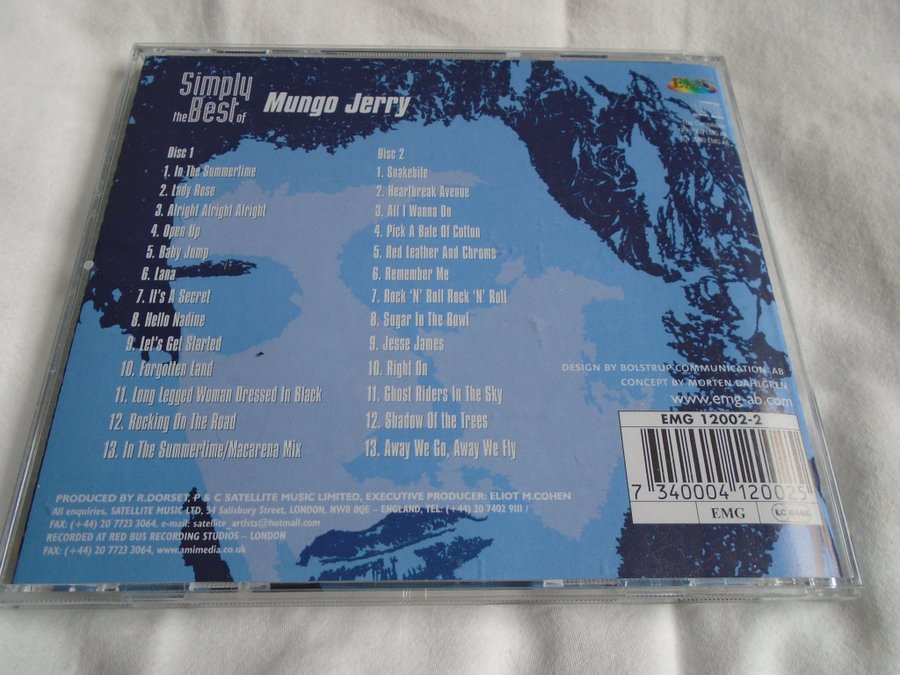 Simply
the Best of
Mungo Jerry
EMG
Disc 1
1. In The Summertime
2. Lady Rose
3. Alright Alright Alright
4. Open Up
5. Baby Jump
6. Lana
7. It's A Secret
8. Hello Nadine
9. Let's Get Started
10. Forgotten Land
11. Long Legged Woman Dressed In Black
12. Rocking On The Road
13. In The Summertime/Macarena Mix
Disc 2
1. Snakebite
2. Heartbreak Avenue
3. All I Wanna Do
4. Pick A Bale Of Cotton
5. Red Leather And Chrome
6. Remember Me
7. Rock 'N' Roll Rock 'N' Roll
8. Sugar In The Bowl
9. Jesse James
10. Right On
11. Ghost Riders In The Sky
12. Shadow Of the Trees
13. Away We Go, Away We Fly
DESIGN BY BOLSTRUP COMMUNICATION AB
CONCEPT BY MORTEN DAHLGREN
www.emg-ab.com
EMG 12002-2
7 340004 120025
EMG
PRODUCED BY R.DORSET, P & C SATELLITE MUSIC LIMITED, EXECUTIVE PRODUCER: ELIOT M.COHEN
All enquiries, SATELLITE MUSIC LTD, 34 Salisbury Street, LONDON, NW8 8QE – ENGLAND, TEL: (+44) 20 7402 9111 /
FAX: (+44) 20 7723 3064, e-mail: satellite_artists@hotmail.com
RECORDED AT RED BUS RECORDING STUDIOS – LONDON
FAX: (+44) 20 7723 3064, www.amimedia.co.uk